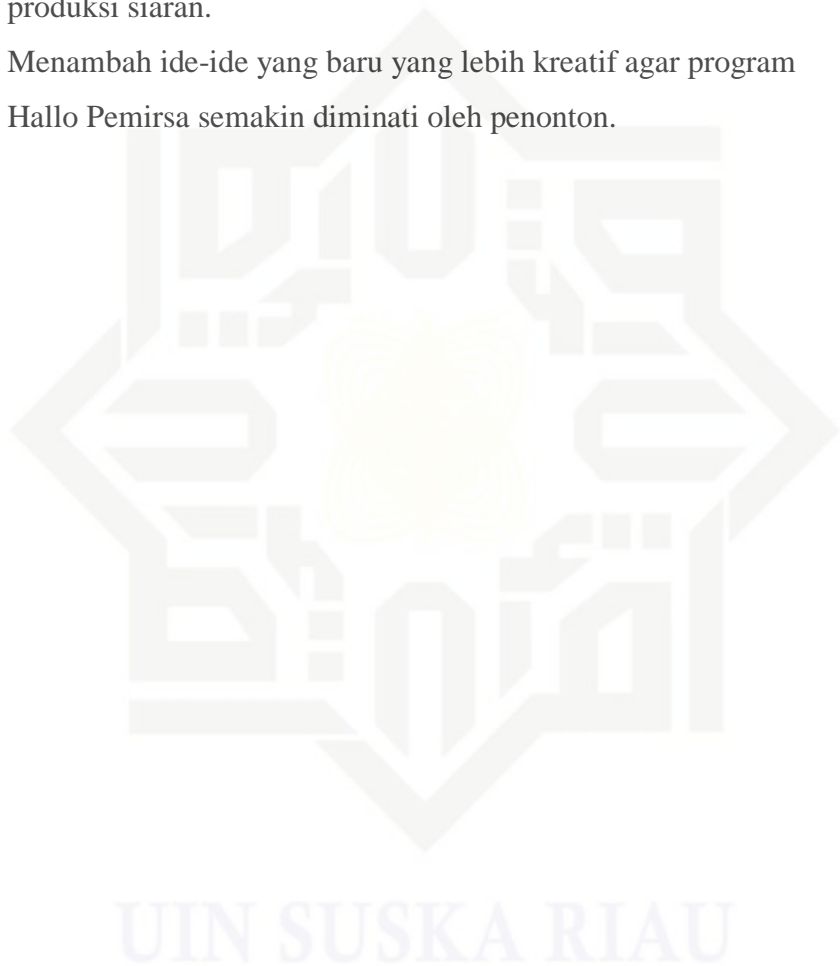 produksi siaran.
Menambah ide-ide yang baru yang lebih kreatif agar program
Hallo Pemirsa semakin diminati oleh penonton.
UIN SUSKA RIAU